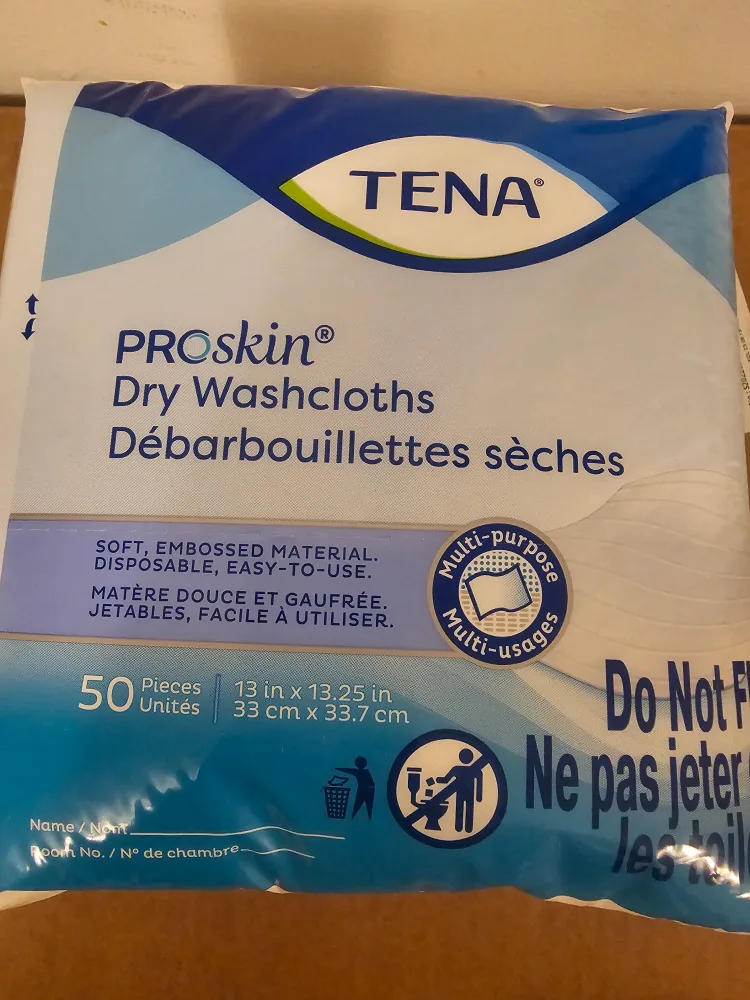 TENA®
PROskin®
Dry Washcloths
Débarbouillettes sèches
SOFT, EMBOSSED MATERIAL.
DISPOSABLE, EASY-TO-USE.
MATÈRE DOUCE ET GAUFRÉE.
JETABLES, FACILE À UTILISER.
Multi-purpose
Multi-usages
50 Pieces
Unités
13 in x 13.25 in
33 cm x 33.7 cm
Do Not
Ne pas jeter
les
Name / Nom
Room No. / N° de chambre